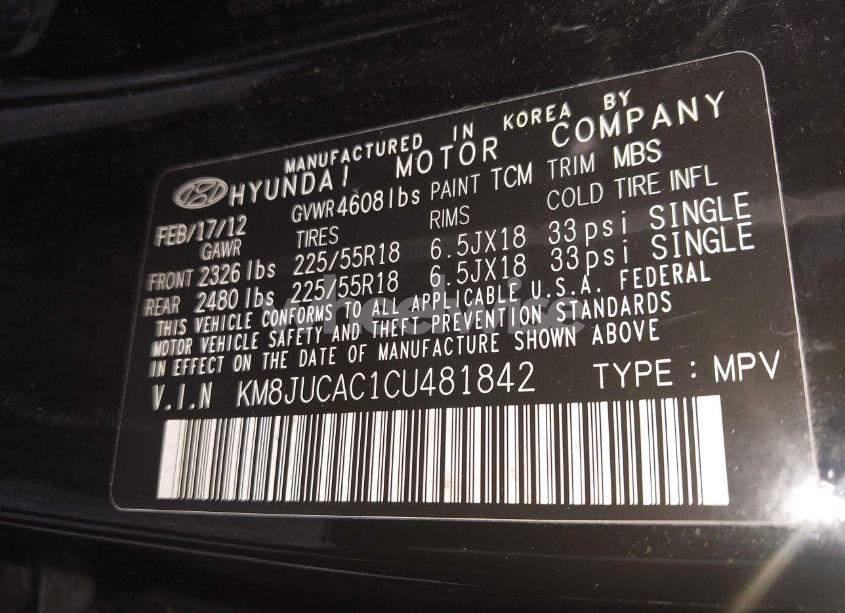 MANUFACTURED IN KOREA BY
HYUNDAI MOTOR COMPANY
FEB/17/12 GVWR 4608 lbs PAINT TCM TRIM MBS
GAWR TIRES RIMS COLD TIRE INFL
FRONT 2326 lbs 225/55R18 6.5JX18 33psi SINGLE
REAR 2480 lbs 225/55R18 6.5JX18 33psi SINGLE
THIS VEHICLE CONFORMS TO ALL APPLICABLE U.S.A. FEDERAL
MOTOR VEHICLE SAFETY AND THEFT PREVENTION STANDARDS
IN EFFECT ON THE DATE OF MANUFACTURE SHOWN ABOVE
V.I.N KM8JUCAC1CU481842 TYPE : MPV